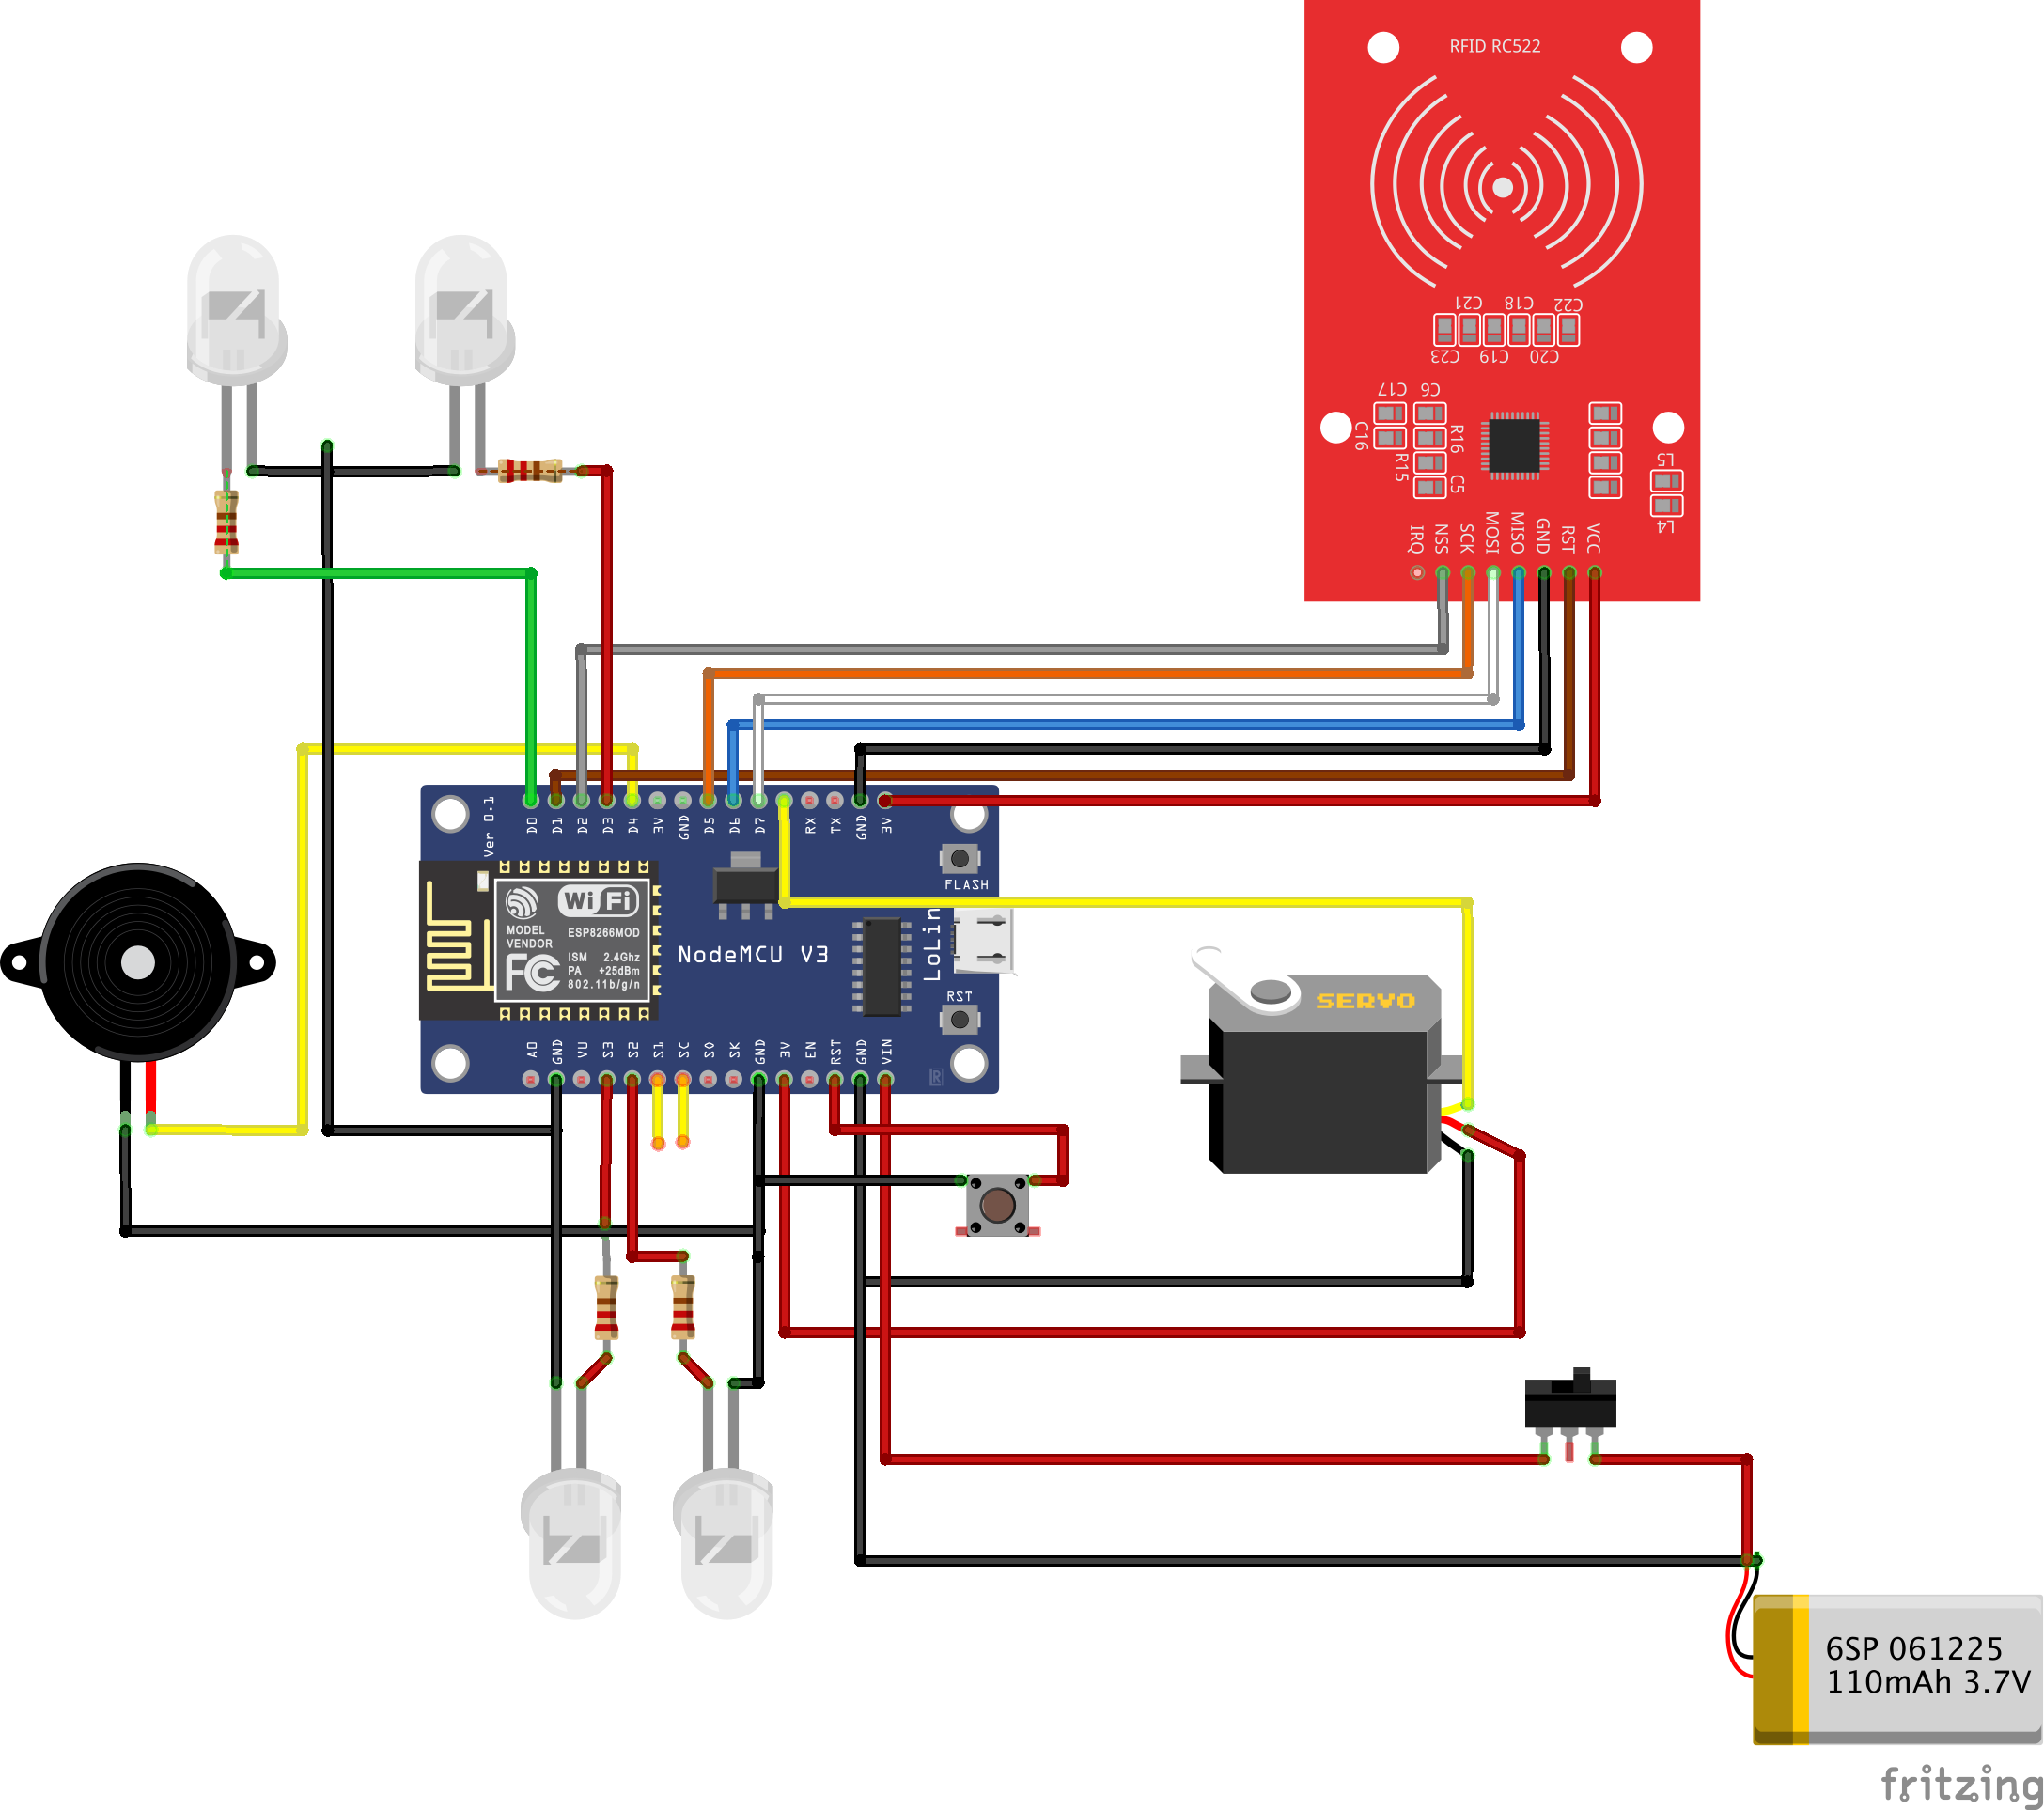 RFID RC522
C21 C18 C22
C23 C19 C20
C17 C6
C16
R16
R15
C5
L5
L4
IRQ NSS SCK MOSI MISO GND RST VCC
Ver 0.1
D0 D1 D2 D3 D4 3V GND D5 D6 D7 RX TX GND 3V
FLASH
WiFi
MODEL
VENDOR
ESP8266MOD
ISM 2.4Ghz
PA +25dBm
802.11b/g/n
FC
NodeMCU V3
LoLin
RST
A0 GND VU S3 S2 S1 SC S0 SK GND 3V EN RST GND VIN
R
SERVO
6SP 061225
110mAh 3.7V
fritzing